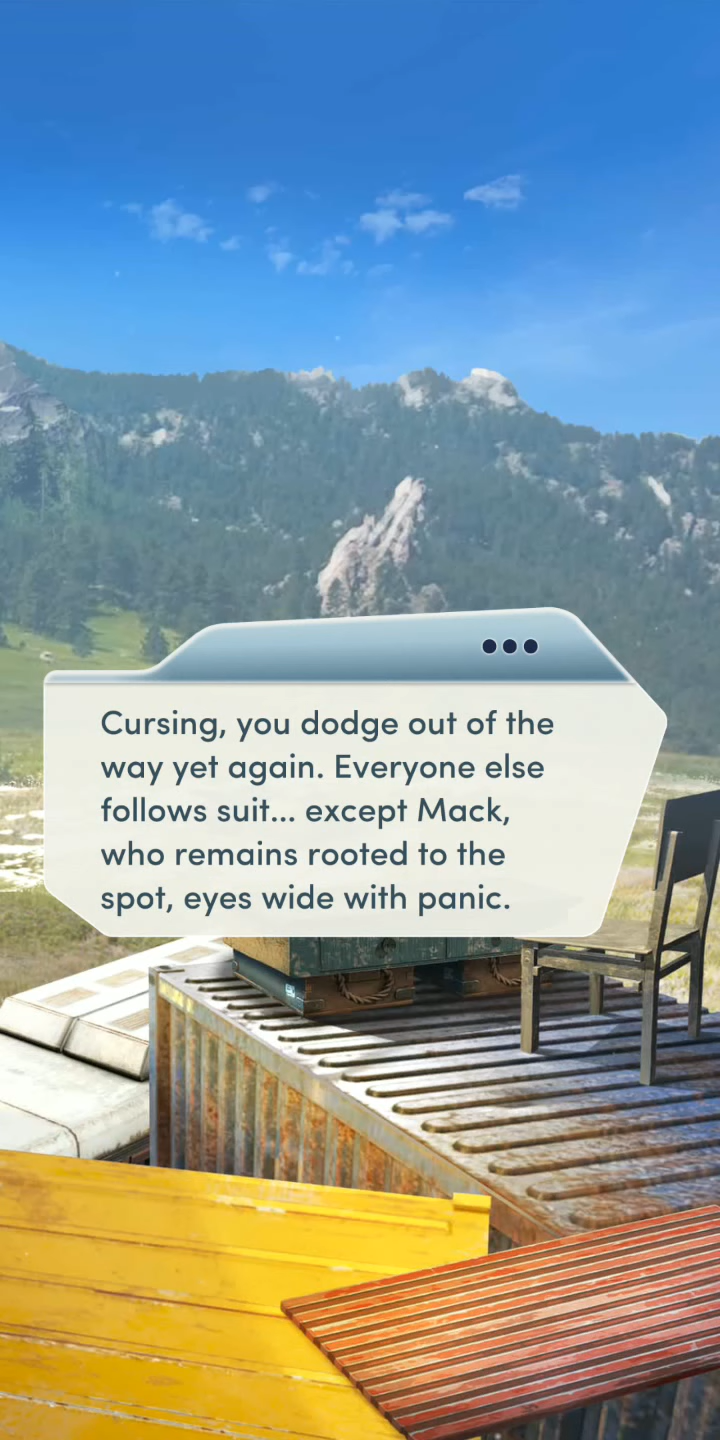 Cursing, you dodge out of the
way yet again. Everyone else
follows suit... except Mack,
who remains rooted to the
spot, eyes wide with panic.